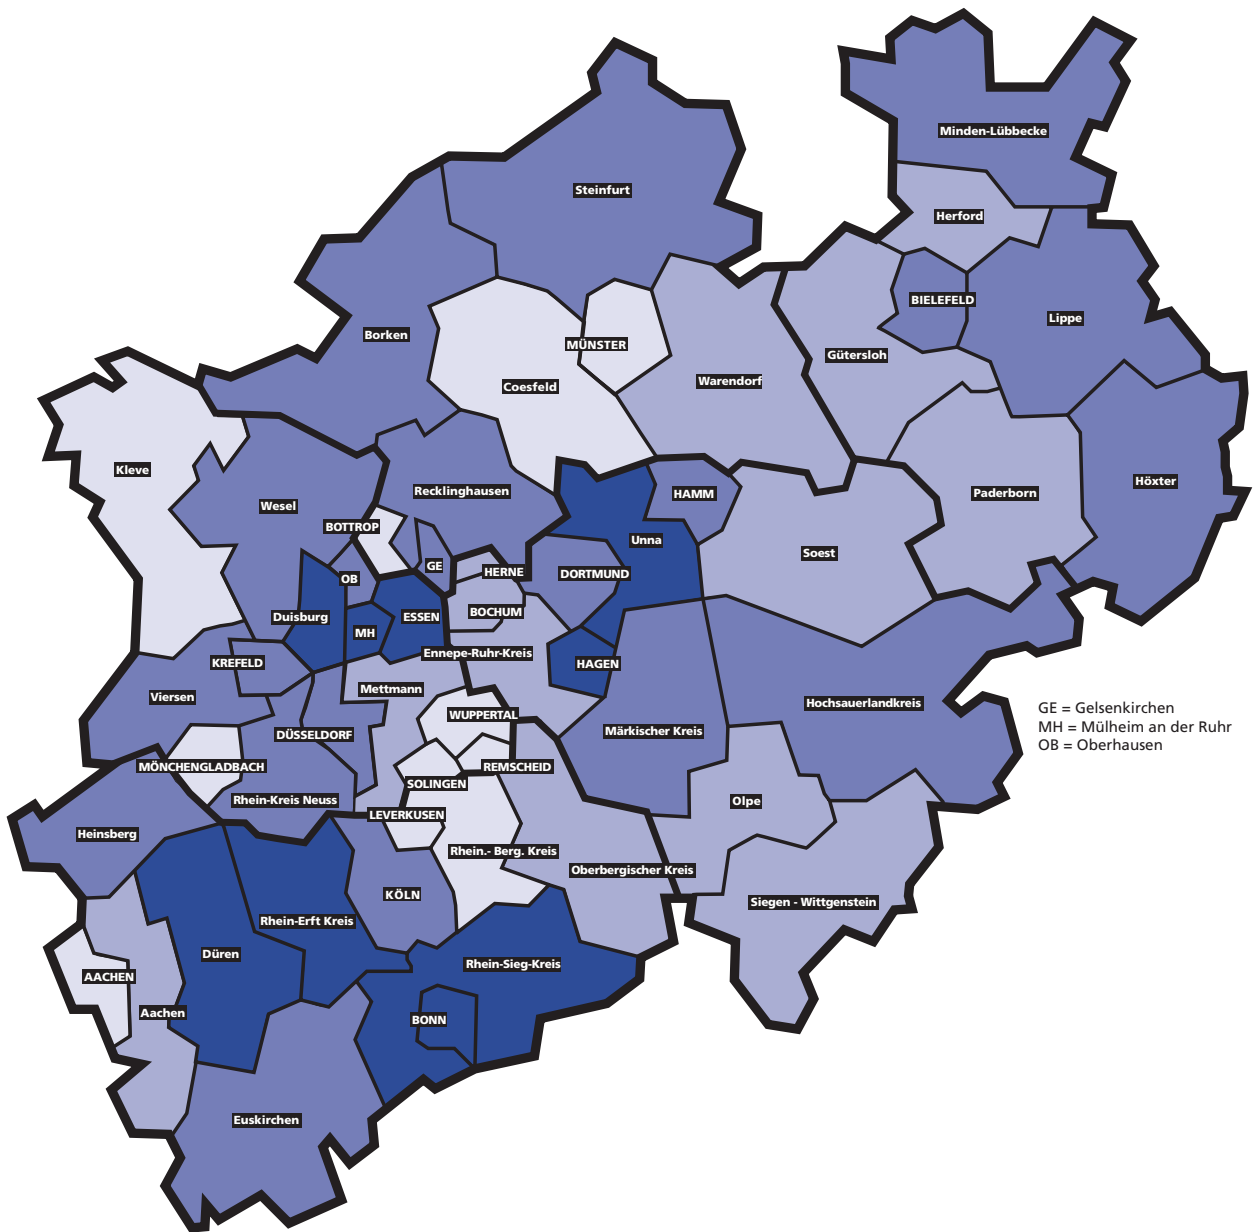 Minden-Lübbecke
Steinfurt
Herford
BIELEFELD
Lippe
Borken
MÜNSTER
Gütersloh
Coesfeld
Warendorf
Kleve
Höxter
Recklinghausen
HAMM
Paderborn
Wesel
BOTTROP
Unna
Soest
GE
HERNE
DORTMUND
OB
Duisburg
ESSEN
BOCHUM
MH
Ennepe-Ruhr-Kreis
KREFELD
HAGEN
Mettmann
Viersen
Hochsauerlandkreis
GE = Gelsenkirchen
MH = Mülheim an der Ruhr
OB = Oberhausen
WUPPERTAL
Märkischer Kreis
DÜSSELDORF
MÖNCHENGLADBACH
REMSCHEID
SOLINGEN
Rhein-Kreis Neuss
Olpe
LEVERKUSEN
Heinsberg
Rhein.- Berg. Kreis
Oberbergischer Kreis
KÖLN
Siegen - Wittgenstein
Rhein-Erft Kreis
Düren
Rhein-Sieg-Kreis
AACHEN
Aachen
BONN
Euskirchen